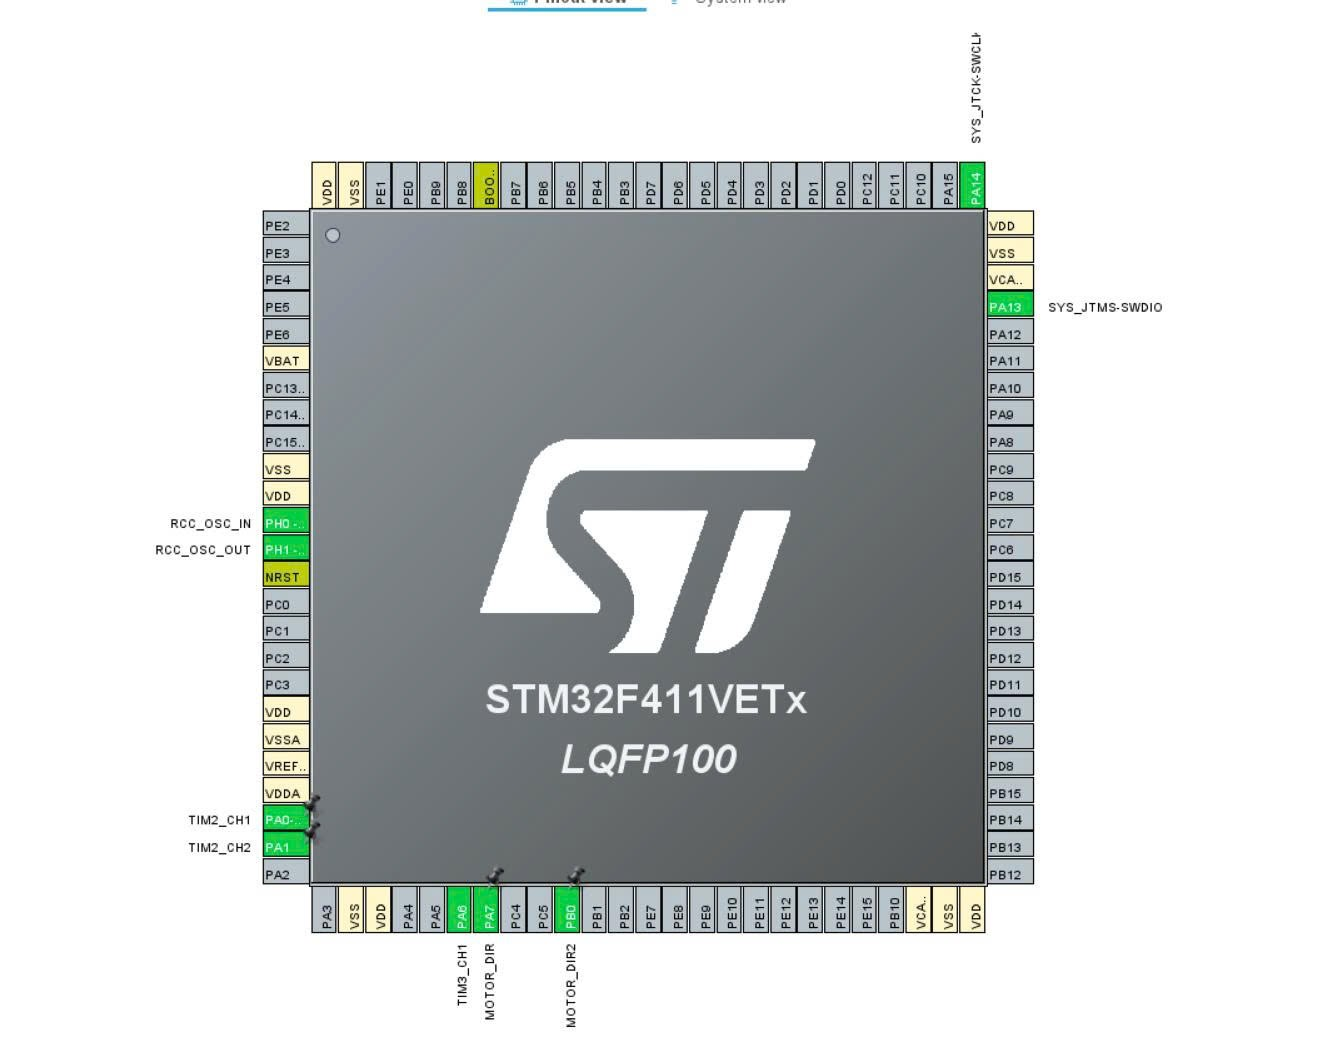 Pinout view System view
SYS_JTCK-SWCLK
VDD VSS PE1 PE0 PB9 PB8 BOO.. PB7 PB6 PB5 PB4 PB3 PD7 PD6 PD5 PD4 PD3 PD2 PD1 PD0 PC12 PC11 PC10 PA15 PA14
PE2
PE3
PE4
PE5
PE6
VBAT
PC13..
PC14..
PC15..
VSS
VDD
RCC_OSC_IN PH0 -..
RCC_OSC_OUT PH1 -..
NRST
PC0
PC1
PC2
PC3
VDD
VSSA
VREF..
VDDA
TIM2_CH1 PA0-..
TIM2_CH2 PA1
PA2
ST
STM32F411VETx
LQFP100
VDD
VSS
VCA..
PA13 SYS_JTMS-SWDIO
PA12
PA11
PA10
PA9
PA8
PC9
PC8
PC7
PC6
PD15
PD14
PD13
PD12
PD11
PD10
PD9
PD8
PB15
PB14
PB13
PB12
PA3 VSS VDD PA4 PA5 PA6 PA7 PC4 PC5 PB0 PB1 PB2 PE7 PE8 PE9 PE10 PE11 PE12 PE13 PE14 PE15 PB10 VCA.. VSS VDD
TIM3_CH1
MOTOR_DIR
MOTOR_DIR2